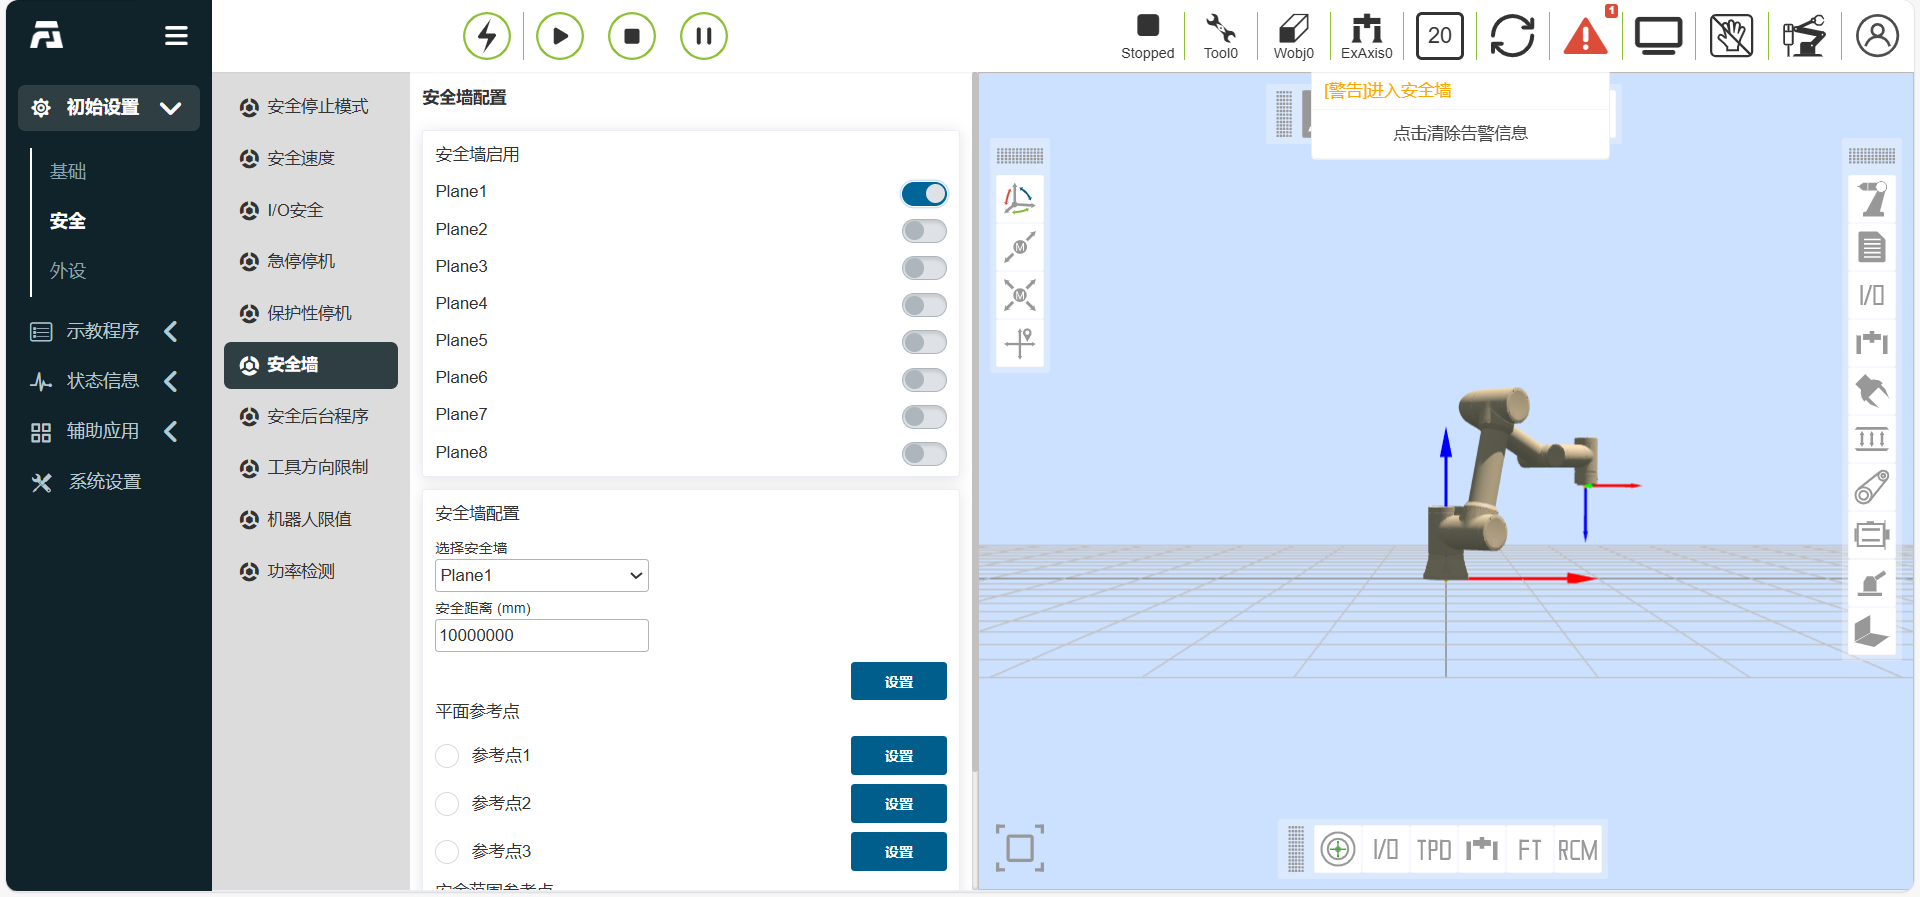 Stopped
Tool0
Wobj0
ExAxis0
20
1
初始设置
基础
安全
外设
示教程序
状态信息
辅助应用
系统设置
安全停止模式
安全速度
I/O安全
急停停机
保护性停机
安全墙
安全后台程序
工具方向限制
机器人限值
功率检测
安全墙配置
安全墙启用
Plane1
Plane2
Plane3
Plane4
Plane5
Plane6
Plane7
Plane8
安全墙配置
选择安全墙
Plane1
安全距离 (mm)
10000000
设置
平面参考点
参考点1
设置
参考点2
设置
参考点3
设置
安全范围参考点
[警告]进入安全墙
点击清除告警信息
M
M
I/O
I/O
TPD
FT
RCM